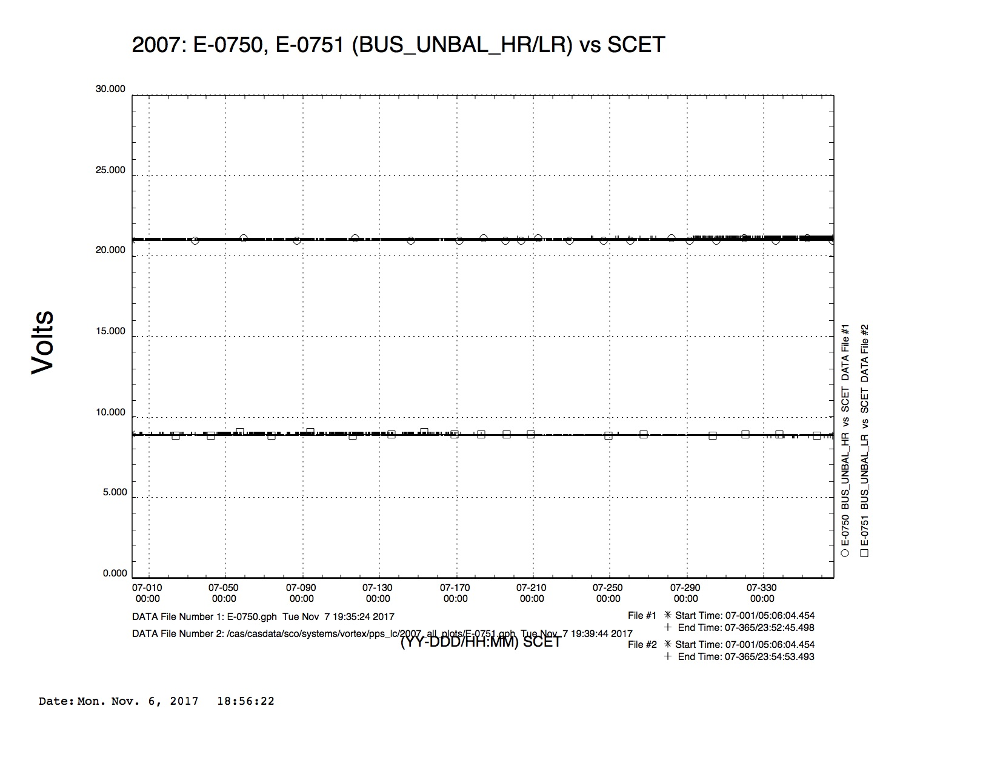 2007: E-0750, E-0751 (BUS_UNBAL_HR/LR) vs SCET
30.000
25.000
20.000
15.000
10.000
5.000
0.000
Volts
07-010 07-050 07-090 07-130 07-170 07-210 07-250 07-290 07-330
00:00 00:00 00:00 00:00 00:00 00:00 00:00 00:00 00:00
E-0750 BUS_UNBAL_HR vs SCET DATA File #1
E-0751 BUS_UNBAL_LR vs SCET DATA File #2
DATA File Number 1: E-0750.gph Tue Nov 7 19:35:24 2017
DATA File Number 2: /cas/casdata/sco/systems/vortex/pps_lc/2007_all_plots/E-0751.gph Tue Nov 7 19:39:44 2017
(YY-DDD/HH:MM) SCET
File #1 * Start Time: 07-001/05:06:04.454
+ End Time: 07-365/23:52:45.498
File #2 * Start Time: 07-001/05:06:04.454
+ End Time: 07-365/23:54:53.493
Date: Mon. Nov. 6, 2017 18:56:22